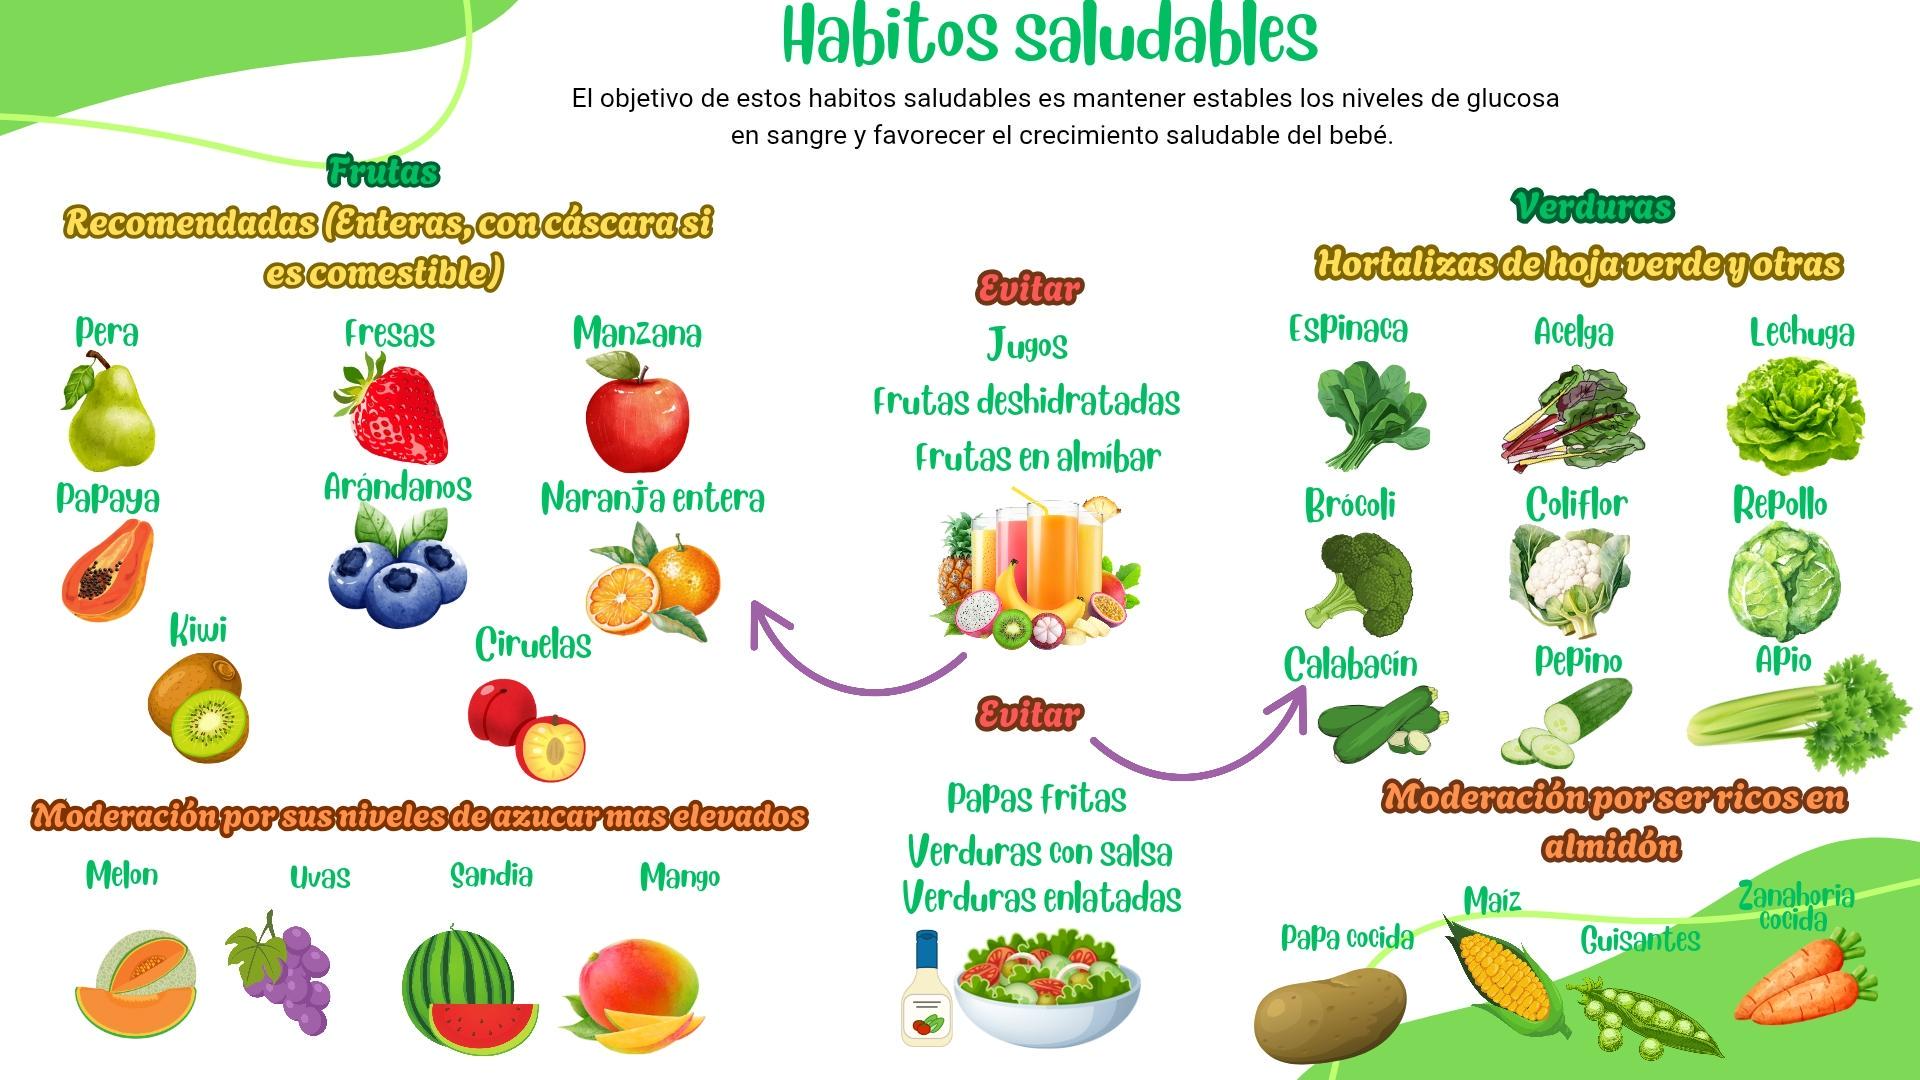 Habitos saludables
El objetivo de estos habitos saludables es mantener estables los niveles de glucosa
en sangre y favorecer el crecimiento saludable del bebé.
Frutas
Recomendadas (Enteras, con cáscara si
es comestible)
Pera
Fresas
Manzana
Papaya
Arándanos
Naranja entera
Kiwi
Ciruelas
Moderación por sus niveles de azucar mas elevados
Melon
Uvas
Sandia
Mango
Evitar
Jugos
Frutas deshidratadas
Frutas en almíbar
Evitar
Papas fritas
Verduras con salsa
Verduras enlatadas
Verduras
Hortalizas de hoja verde y otras
Espinaca
Acelga
Lechuga
Brócoli
Coliflor
Repollo
Calabacín
Pepino
Apio
Moderación por ser ricos en
almidón
Papa cocida
Maíz
Guisantes
Zanahoria
cocida